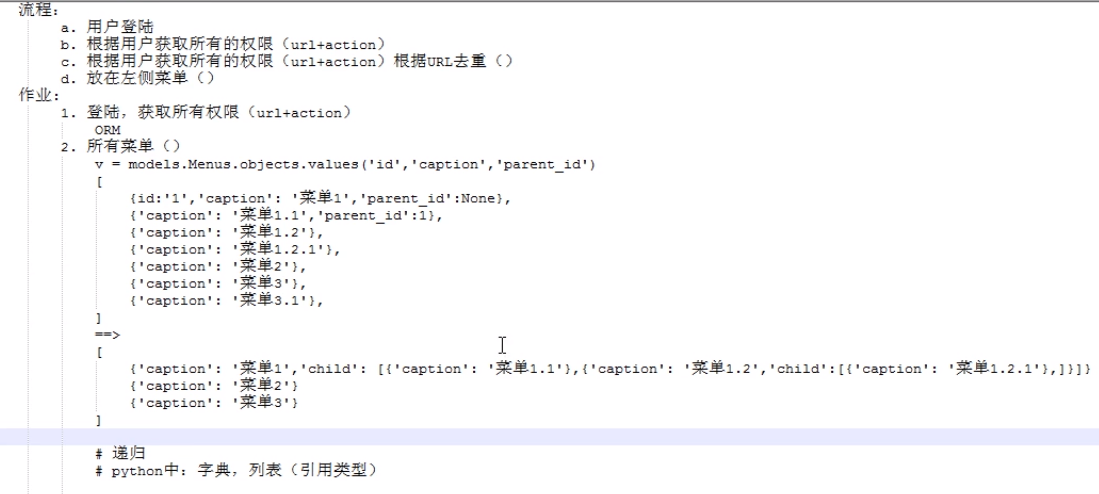 流程：
a. 用户登陆
b. 根据用户获取所有的权限（url+action）
c. 根据用户获取所有的权限（url+action）根据URL去重（）
d. 放在左侧菜单（）
作业：
1. 登陆，获取所有权限（url+action）
ORM
2. 所有菜单（）
v = models.Menus.objects.values('id','caption','parent_id')
[
{id:'1','caption': '菜单1','parent_id':None},
{'caption': '菜单1.1','parent_id':1},
{'caption': '菜单1.2'},
{'caption': '菜单1.2.1'},
{'caption': '菜单2'},
{'caption': '菜单3'},
{'caption': '菜单3.1'},
]
==>
[
{'caption': '菜单1','child': [{'caption': '菜单1.1'},{'caption': '菜单1.2','child':[{'caption': '菜单1.2.1'},]}]}
{'caption': '菜单2'}
{'caption': '菜单3'}
]
# 递归
# python中：字典，列表（引用类型）